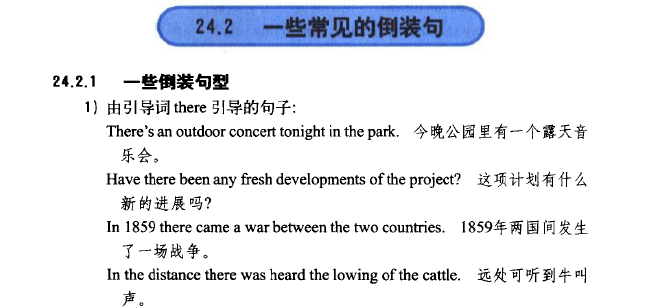 24.2 一些常见的倒装句
24.2.1 一些倒装句型
1) 由引导词 there 引导的句子:
There's an outdoor concert tonight in the park. 今晚公园里有一个露天音
乐会。
Have there been any fresh developments of the project? 这项计划有什么
新的进展吗?
In 1859 there came a war between the two countries. 1859年两国间发生
了一场战争。
In the distance there was heard the lowing of the cattle. 远处可听到牛叫
声。